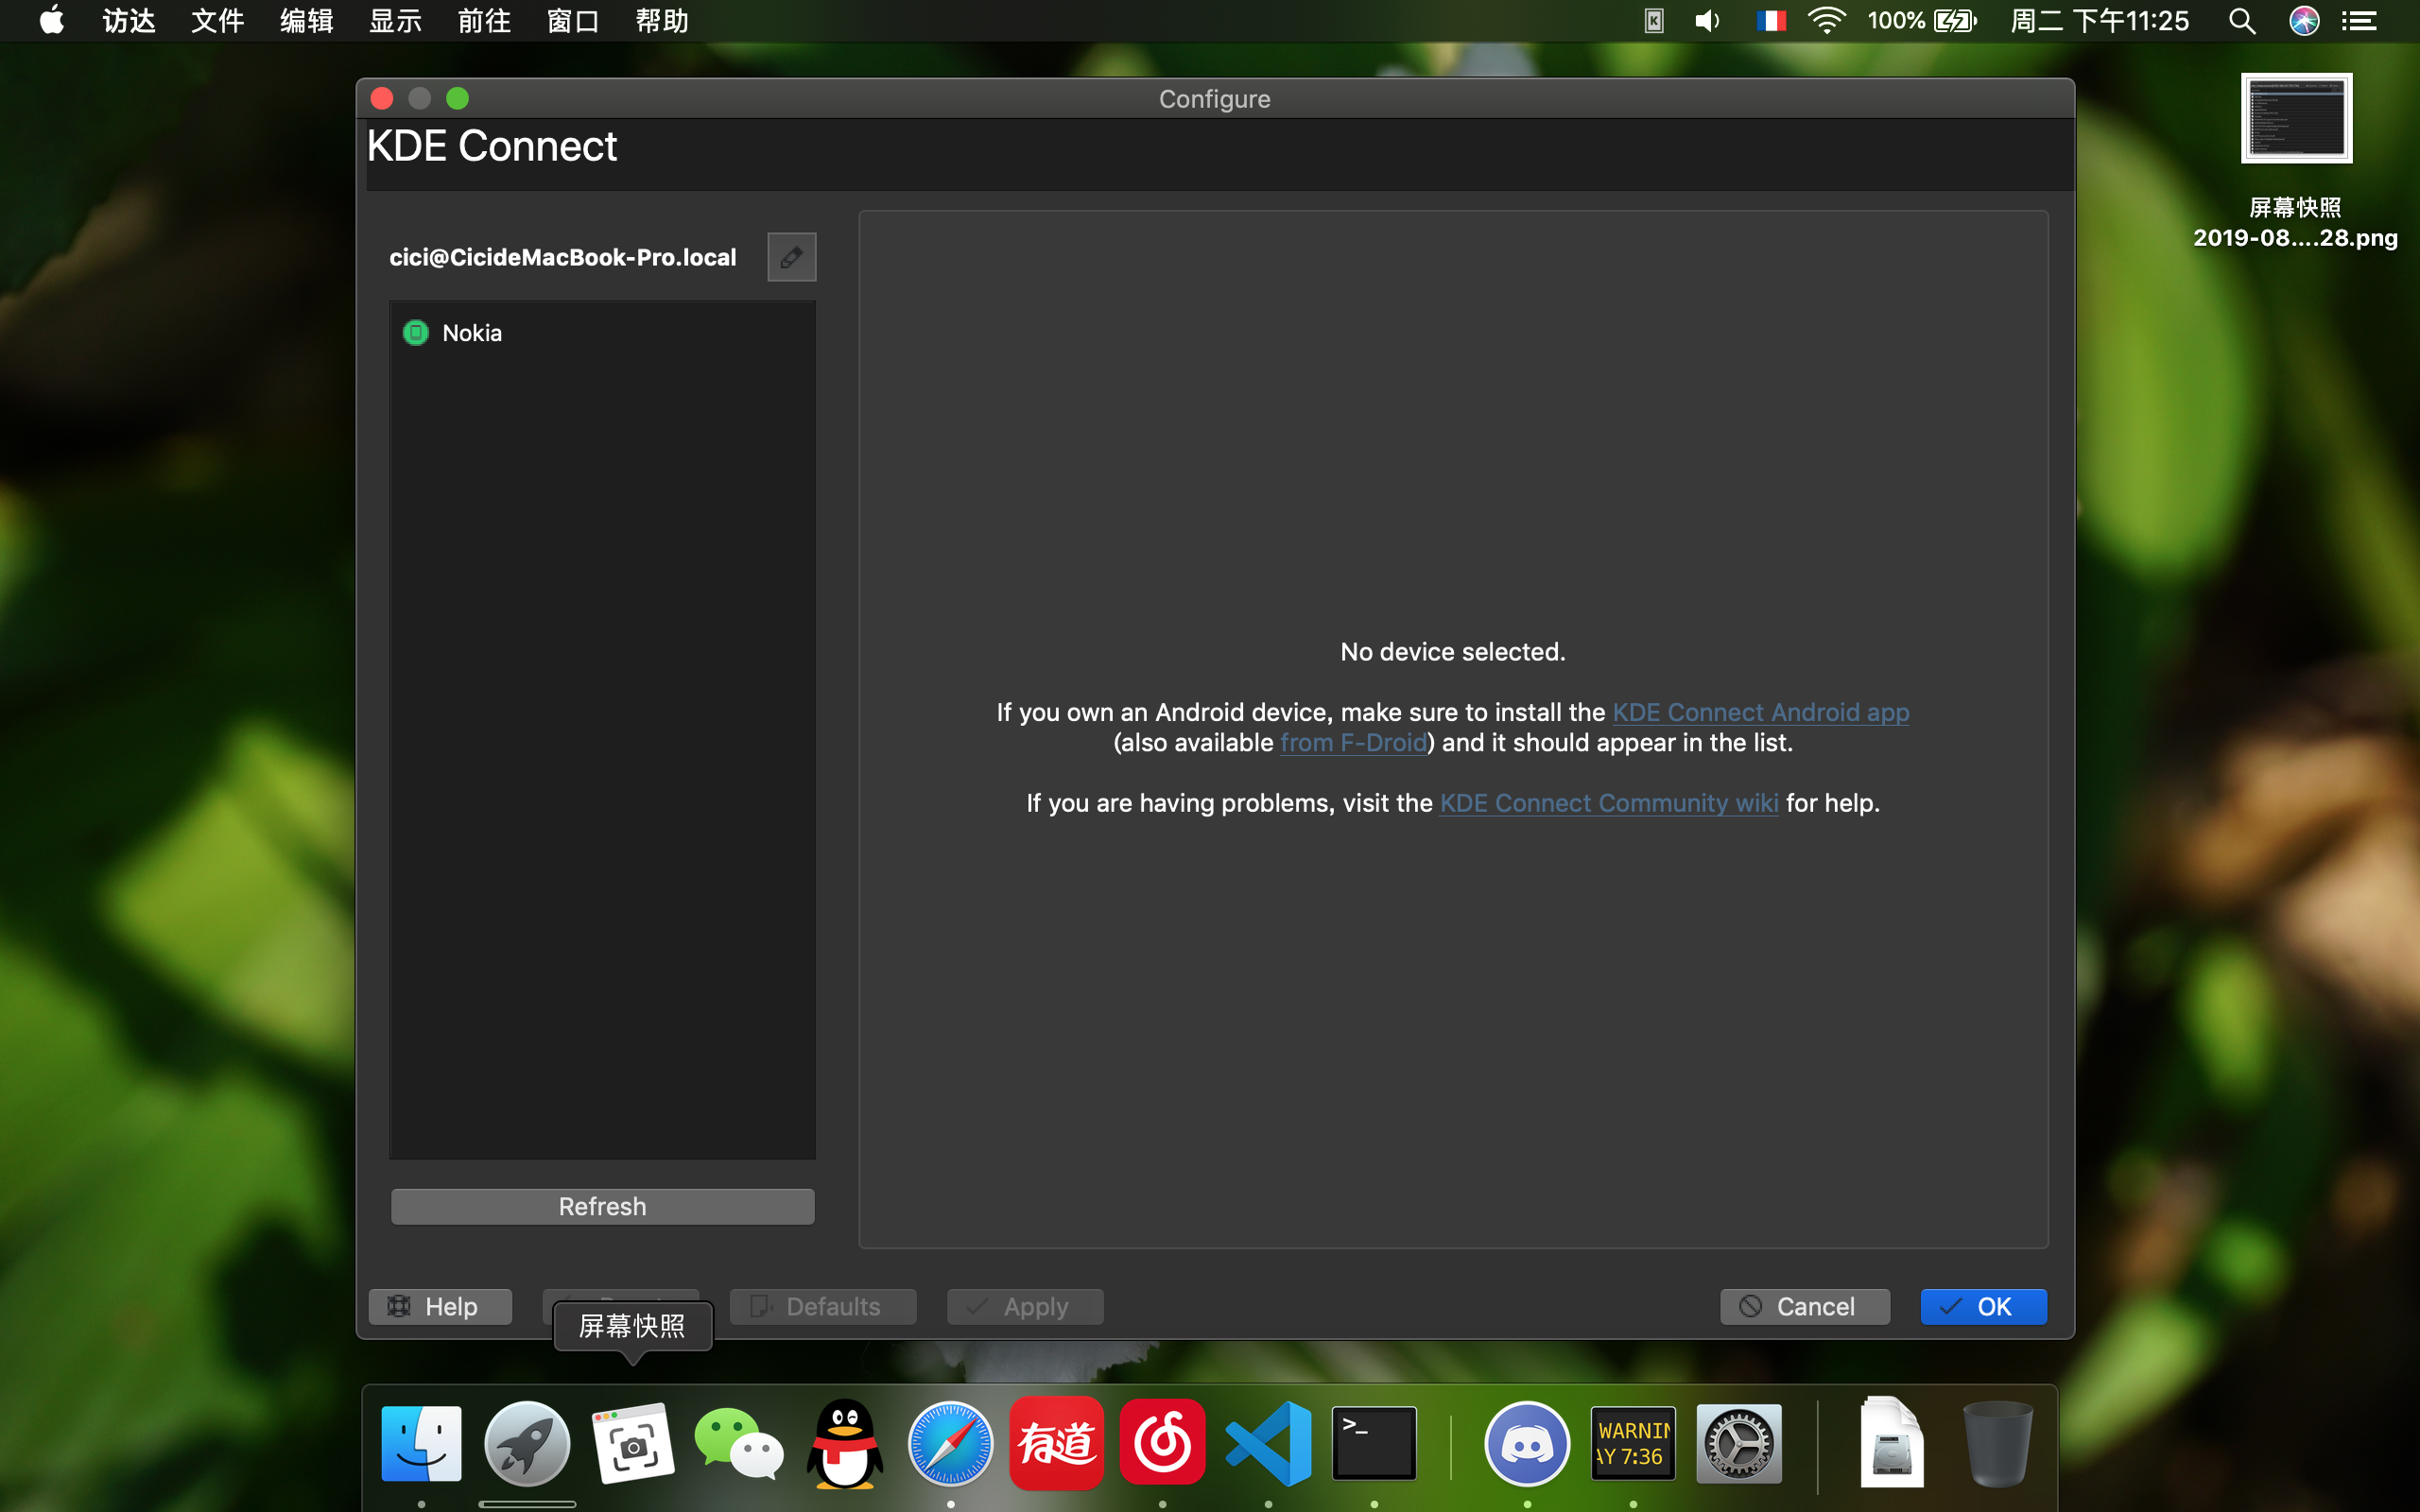 访达 文件 编辑 显示 前往 窗口 帮助 100% 周二 下午11:25
Configure
KDE Connect
屏幕快照
2019-08....28.png
cici@CicideMacBook-Pro.local
Nokia
No device selected.
If you own an Android device, make sure to install the KDE Connect Android app
(also available from F-Droid) and it should appear in the list.
If you are having problems, visit the KDE Connect Community wiki for help.
Refresh
Help Defaults Apply Cancel OK
屏幕快照
有道
>_
WARNIN
AY 7:36